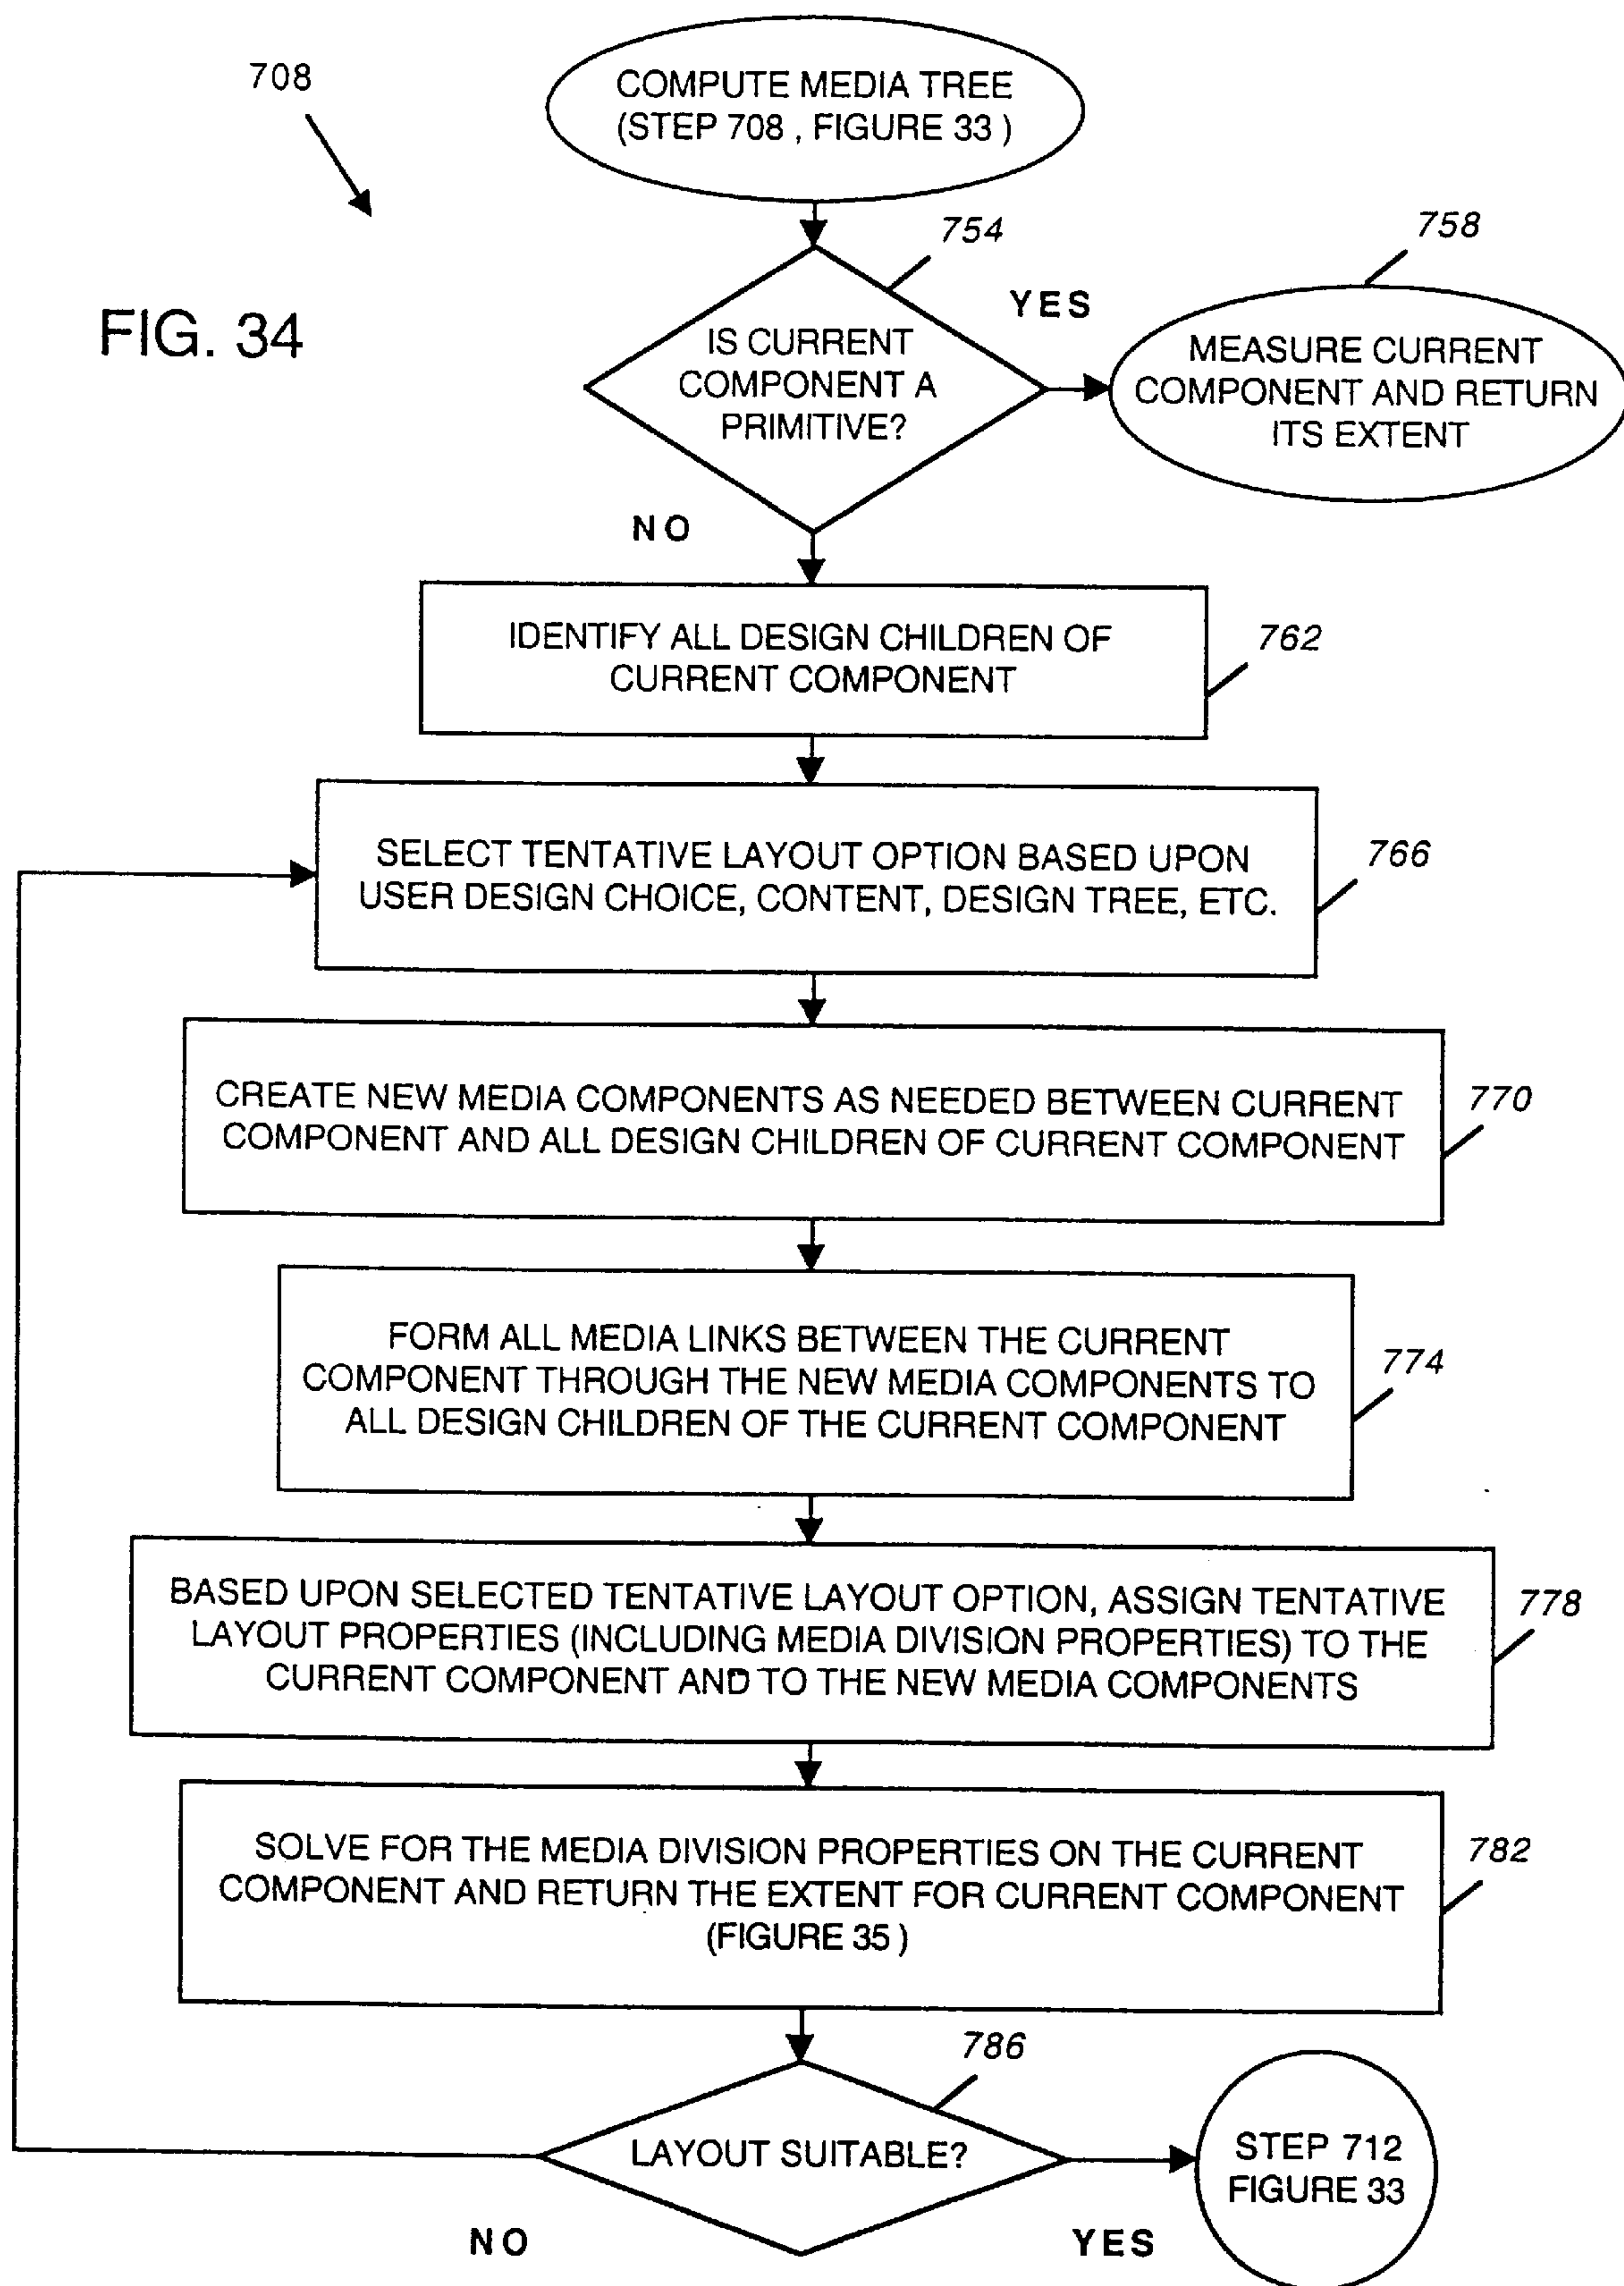 708
COMPUTE MEDIA TREE
(STEP 708 , FIGURE 33 )
754
758
FIG. 34
YES
IS CURRENT
COMPONENT A
PRIMITIVE?
MEASURE CURRENT
COMPONENT AND RETURN
ITS EXTENT
NO
IDENTIFY ALL DESIGN CHILDREN OF
CURRENT COMPONENT
762
SELECT TENTATIVE LAYOUT OPTION BASED UPON
USER DESIGN CHOICE, CONTENT, DESIGN TREE, ETC.
766
CREATE NEW MEDIA COMPONENTS AS NEEDED BETWEEN CURRENT
COMPONENT AND ALL DESIGN CHILDREN OF CURRENT COMPONENT
770
FORM ALL MEDIA LINKS BETWEEN THE CURRENT
COMPONENT THROUGH THE NEW MEDIA COMPONENTS TO
ALL DESIGN CHILDREN OF THE CURRENT COMPONENT
774
BASED UPON SELECTED TENTATIVE LAYOUT OPTION, ASSIGN TENTATIVE
LAYOUT PROPERTIES (INCLUDING MEDIA DIVISION PROPERTIES) TO THE
CURRENT COMPONENT AND TO THE NEW MEDIA COMPONENTS
778
SOLVE FOR THE MEDIA DIVISION PROPERTIES ON THE CURRENT
COMPONENT AND RETURN THE EXTENT FOR CURRENT COMPONENT
(FIGURE 35 )
782
786
LAYOUT SUITABLE?
STEP 712
FIGURE 33
NO
YES